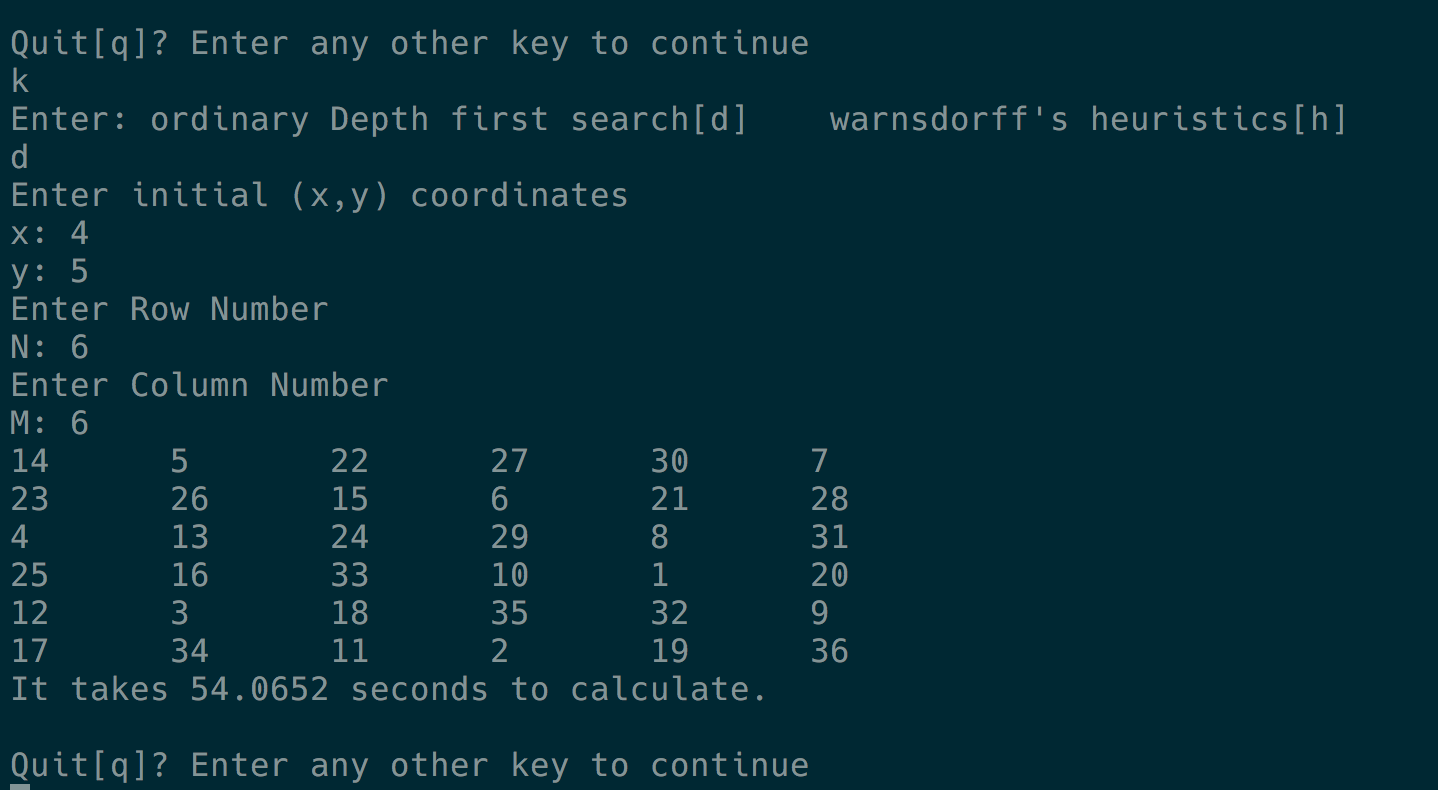 Quit[q]? Enter any other key to continue
k
Enter: ordinary Depth first search[d]    warnsdorff's heuristics[h]
d
Enter initial (x,y) coordinates
x: 4
y: 5
Enter Row Number
N: 6
Enter Column Number
M: 6
14      5       22      27      30      7
23      26      15      6       21      28
4       13      24      29      8       31
25      16      33      10      1       20
12      3       18      35      32      9
17      34      11      2       19      36
It takes 54.0652 seconds to calculate.
Quit[q]? Enter any other key to continue